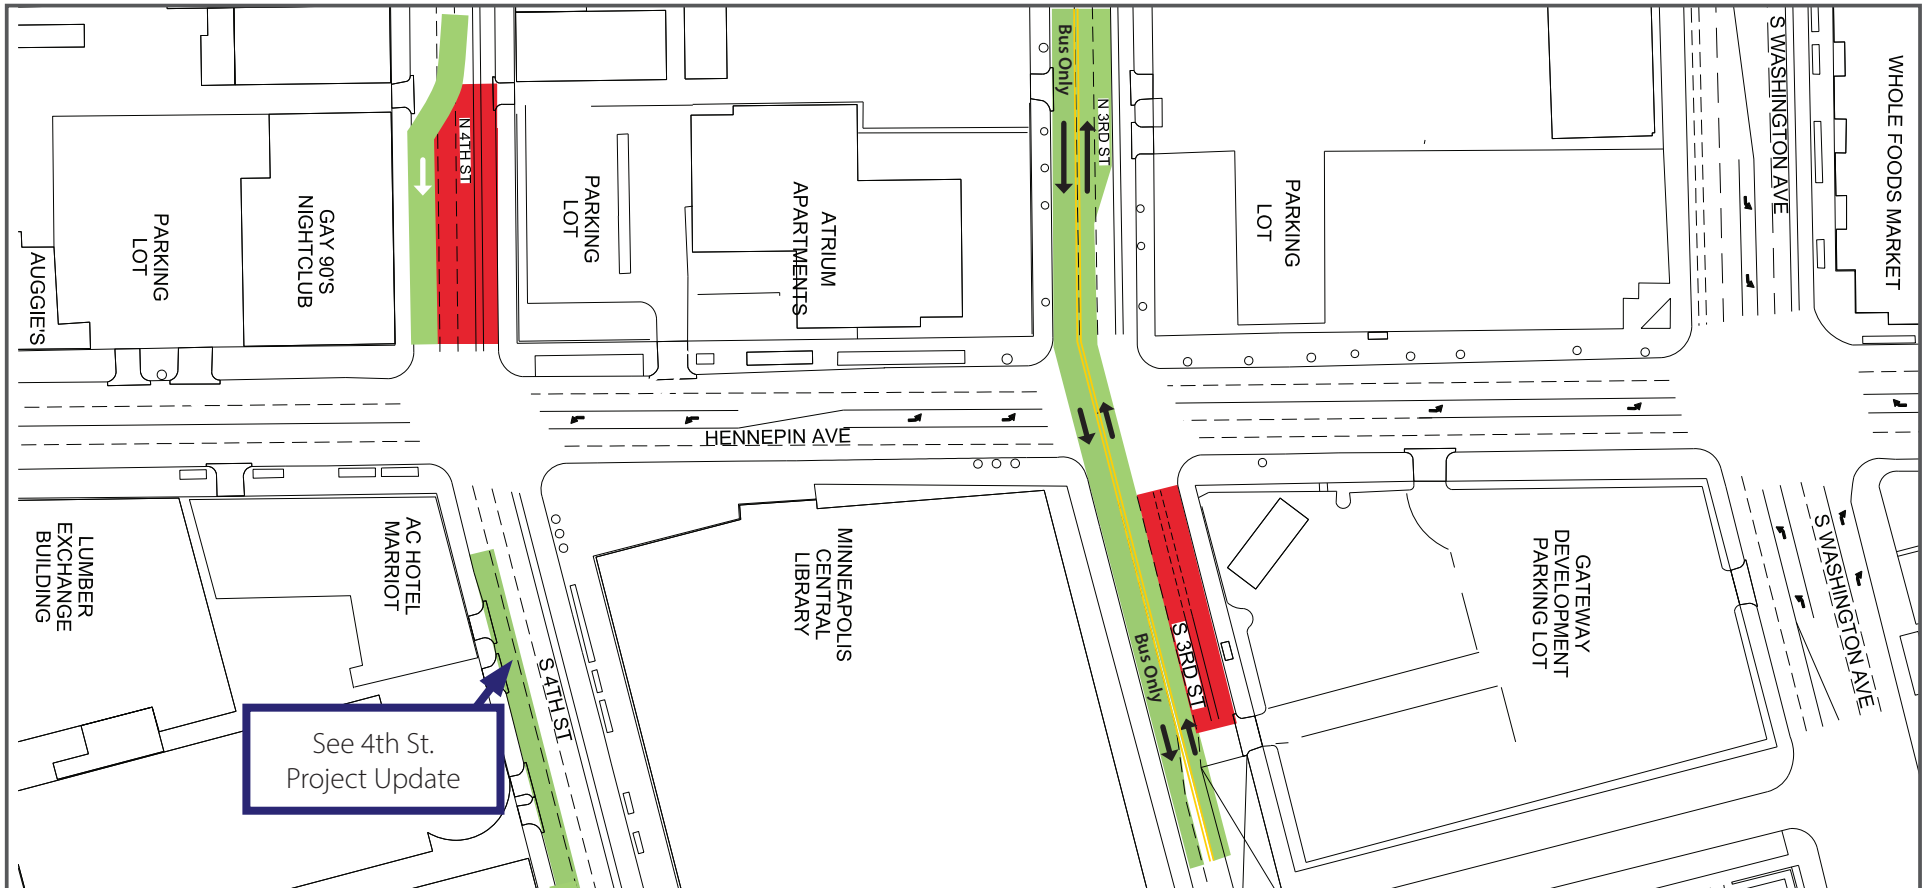 Bus Only
S WASHINGTON AVE
WHOLE FOODS MARKET
N 4TH ST
N 3RD ST
PARKING
LOT
GAY 90'S
NIGHTCLUB
AUGGIE'S
PARKING
LOT
ATRIUM
APARTMENTS
PARKING
LOT
HENNEPIN AVE
LUMBER
EXCHANGE
BUILDING
AC HOTEL
MARRIOT
S 4TH ST
MINNEAPOLIS
CENTRAL
LIBRARY
Bus Only
S 3RD ST
GATEWAY
DEVELOPMENT
PARKING LOT
S WASHINGTON AVE
See 4th St.
Project Update